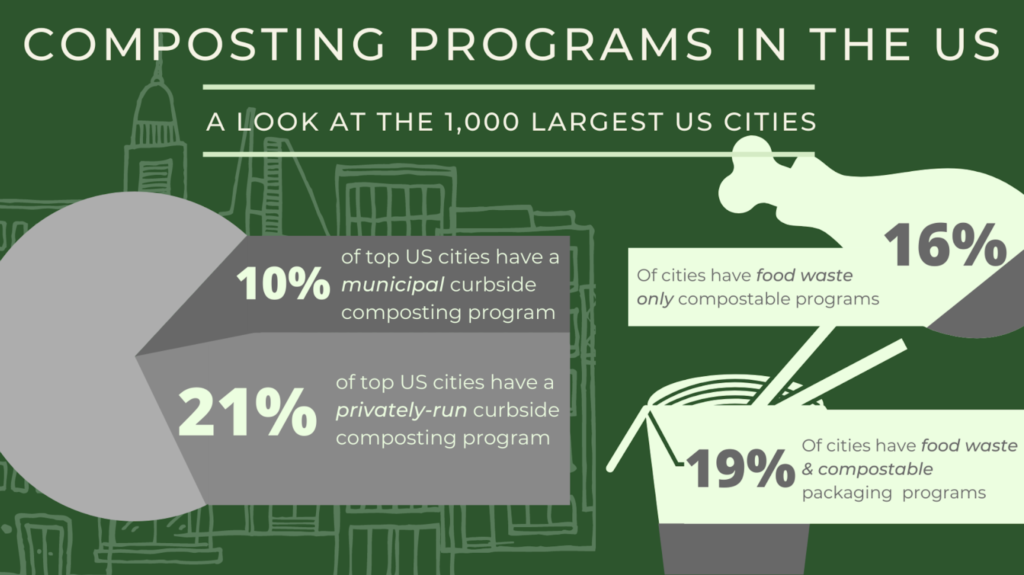 COMPOSTING PROGRAMS IN THE US
A LOOK AT THE 1,000 LARGEST US CITIES
10%
of top US cities have a
municipal curbside
composting program
21%
of top US cities have a
privately-run curbside
composting program
16%
Of cities have food waste
only compostable programs
19%
Of cities have food waste
& compostable
packaging programs